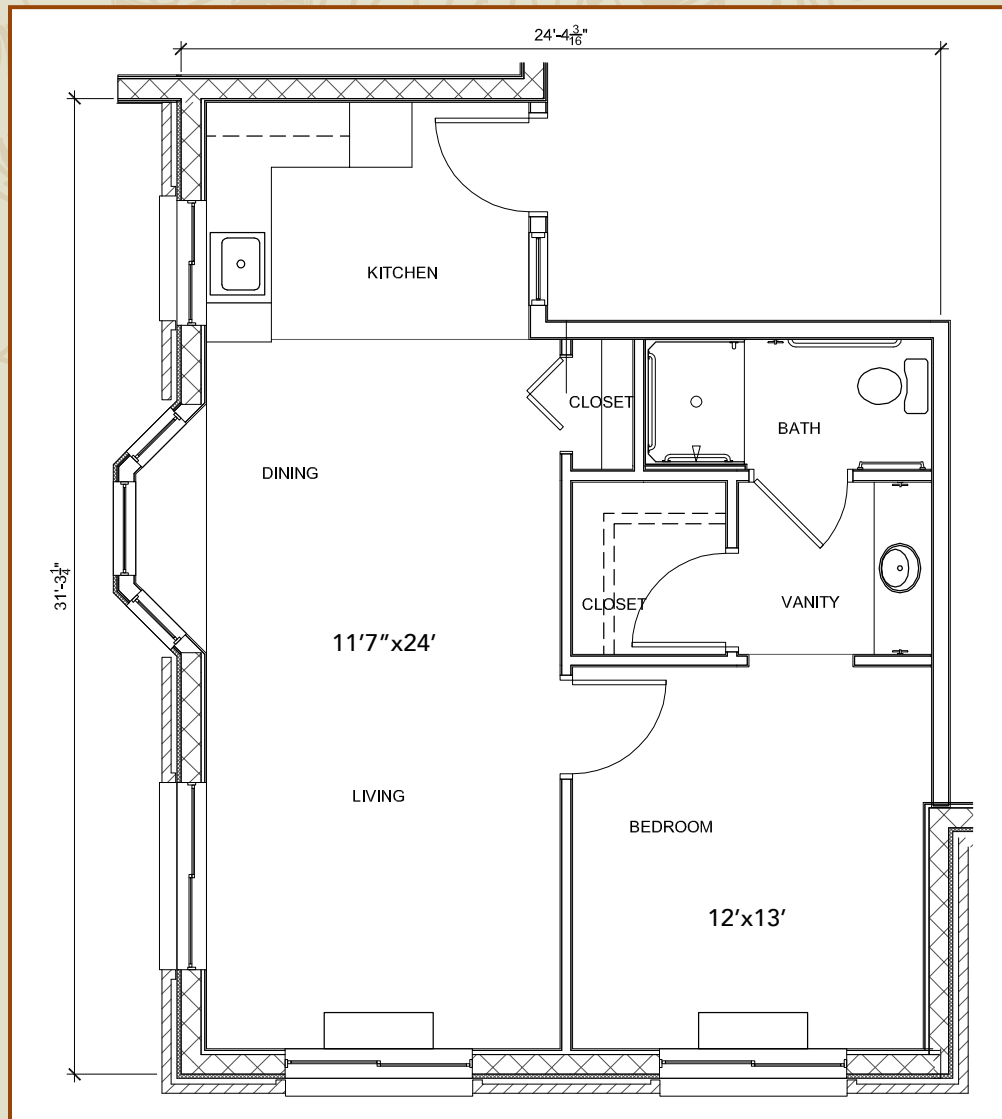 24'-4 3/16"
KITCHEN
CLOSET
BATH
DINING
31'-3 1/4"
CLOSET
VANITY
11'7"x24'
LIVING
BEDROOM
12'x13'